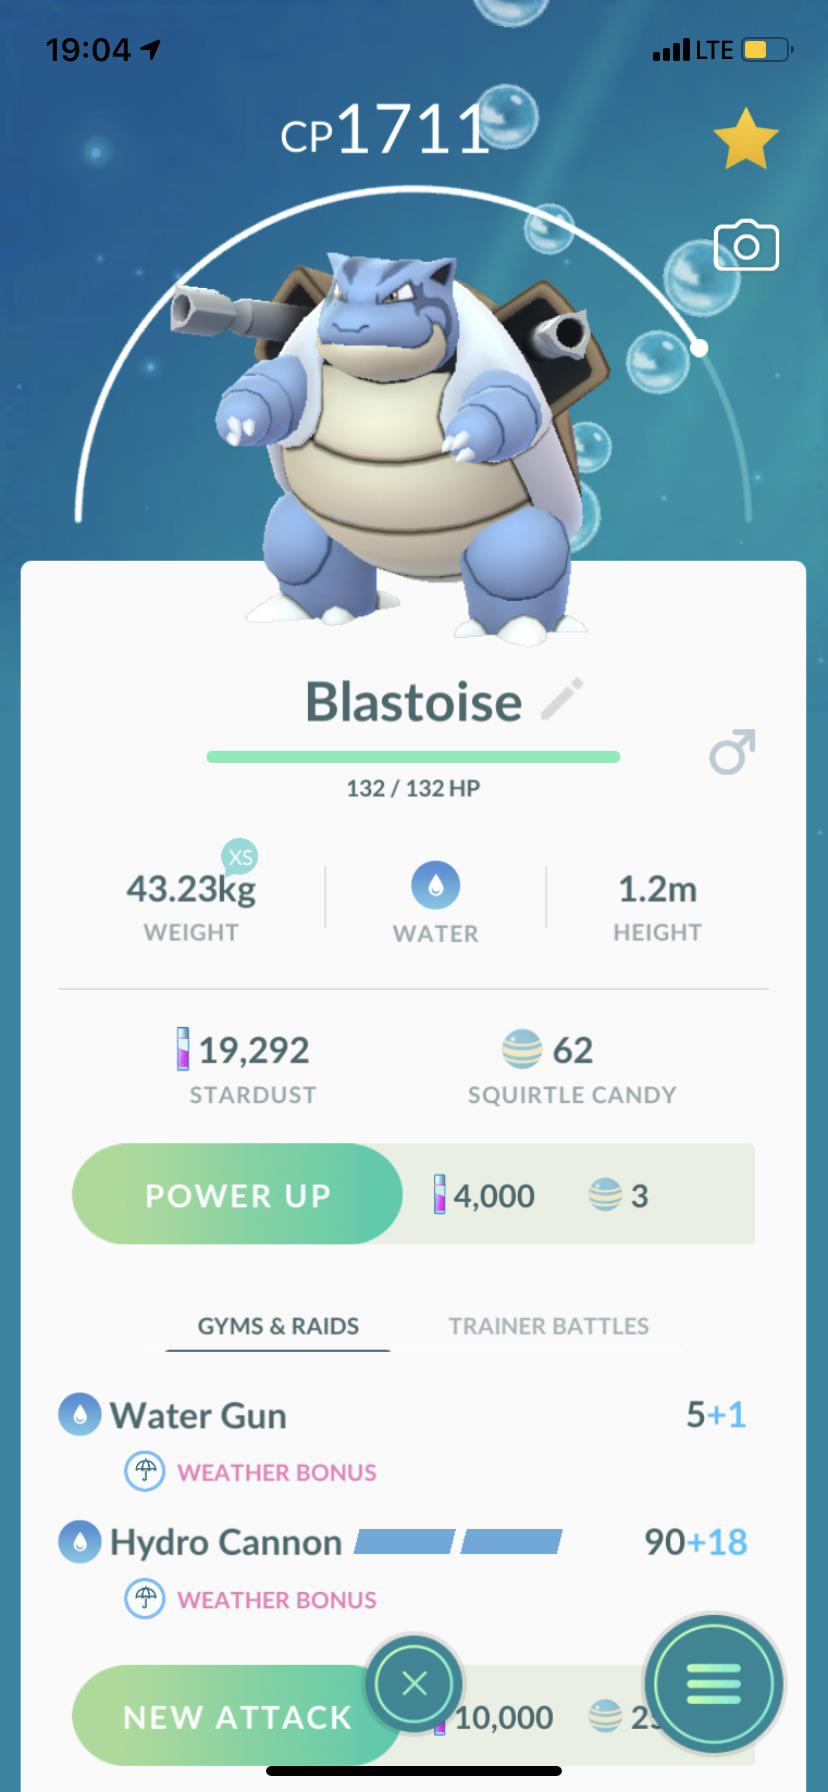 19:04 LTE
CP1711
Blastoise
132 / 132 HP
XS
43.23kg 1.2m
WEIGHT WATER HEIGHT
19,292 62
STARDUST SQUIRTLE CANDY
POWER UP 4,000 3
GYMS & RAIDS TRAINER BATTLES
Water Gun 5+1
WEATHER BONUS
Hydro Cannon 90+18
WEATHER BONUS
NEW ATTACK 10,000